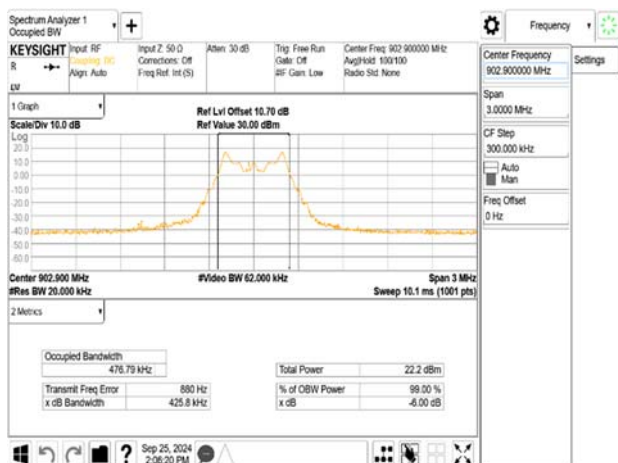 Spectrum Analyzer 1
Occupied BW
+
Frequency
KEYSIGHT
Input: RF
Input Z: 50 Ω
Atten: 30 dB
Trig: Free Run
Center Freq: 902.900000 MHz
R
Coupling: DC
Corrections: Off
Gate: Off
Avg|Hold: 100/100
Align: Auto
Freq Ref: Int (S)
#IF Gain: Low
Radio Std: None
LVI
Center Frequency
902.900000 MHz
Settings
Span
3.0000 MHz
CF Step
300.000 kHz
Auto
Man
Freq Offset
0 Hz
1 Graph
Scale/Div 10.0 dB
Ref Lvl Offset 10.70 dB
Ref Value 30.00 dBm
Log
20.0
10.0
0.00
-10.0
-20.0
-30.0
-40.0
-50.0
-60.0
Center 902.900 MHz
#Video BW 62.000 kHz
Span 3 MHz
#Res BW 20.000 kHz
Sweep 10.1 ms (1001 pts)
2 Metrics
Occupied Bandwidth
476.79 kHz
Total Power 22.2 dBm
Transmit Freq Error 880 Hz
% of OBW Power 99.00 %
x dB Bandwidth 425.8 kHz
x dB -6.00 dB
?
Sep 25, 2024
2:06:20 PM